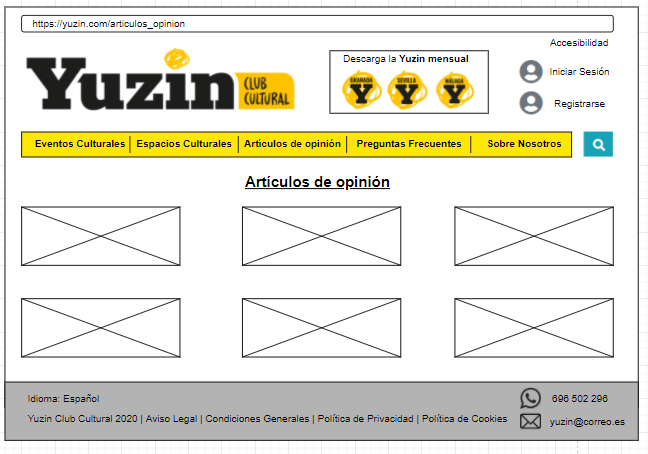 https://yuzin.com/articulos_opinion
Accesibilidad
Yuzin CLUB CULTURAL
Descarga la Yuzin mensual
GRANADA Y
SEVILLA Y
MÁLAGA Y
Iniciar Sesión
Registrarse
Eventos Culturales | Espacios Culturales | Artículos de opinión | Preguntas Frecuentes | Sobre Nosotros
Artículos de opinión
Idioma: Español
696 502 296
Yuzin Club Cultural 2020 | Aviso Legal | Condiciones Generales | Política de Privacidad | Política de Cookies
yuzin@correo.es